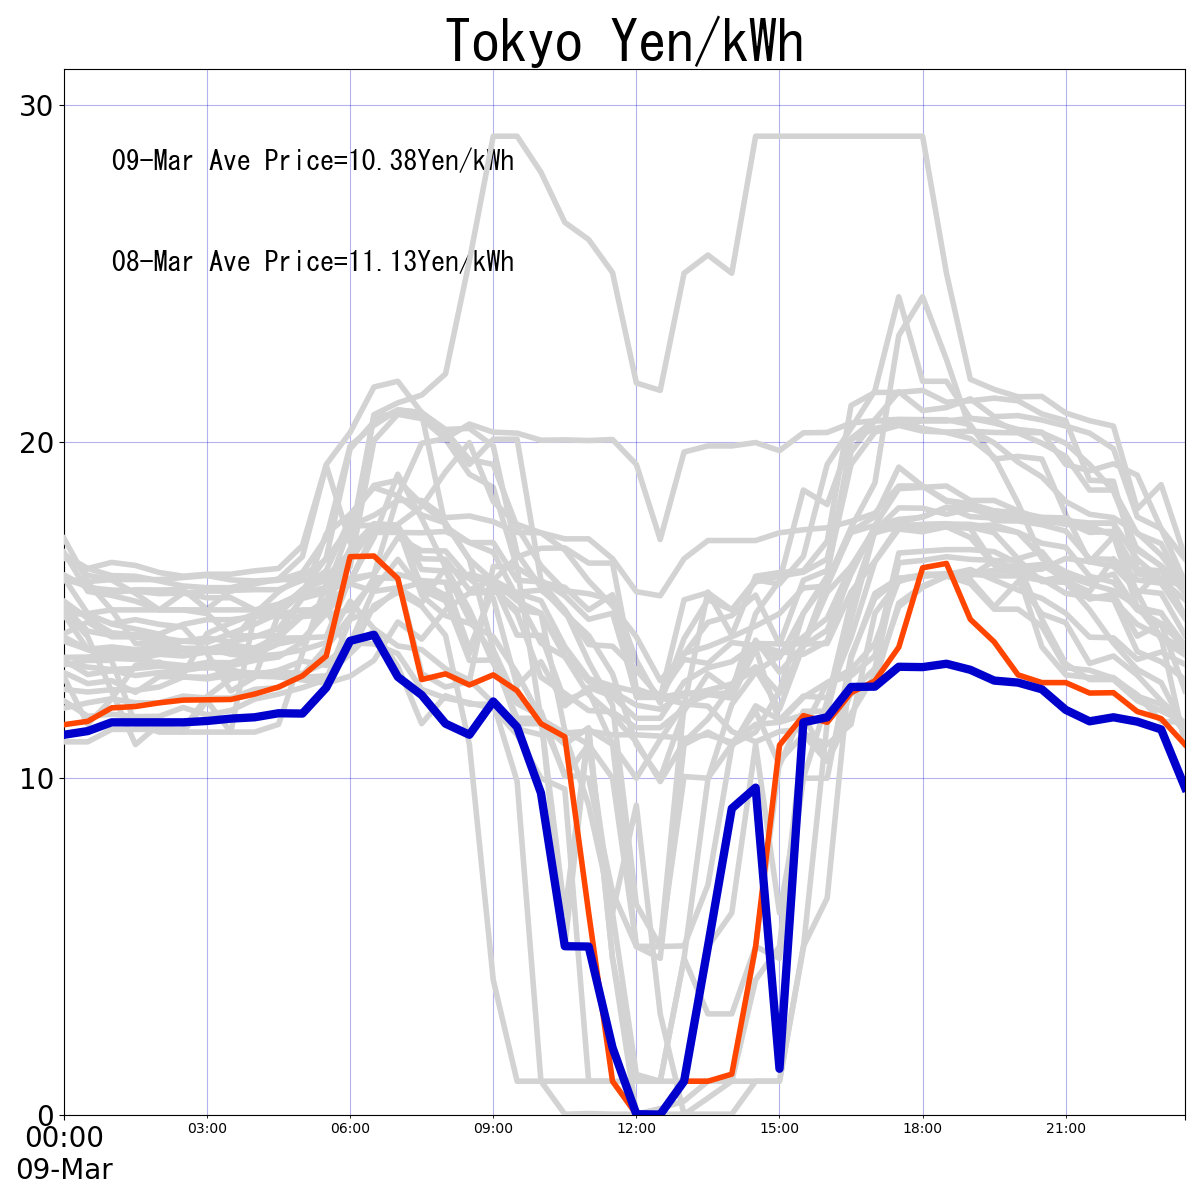 Tokyo Yen/kWh
30
09-Mar Ave Price=10.38Yen/kWh
08-Mar Ave Price=11.13Yen/kWh
20
10
0
00:00 03:00 06:00 09:00 12:00 15:00 18:00 21:00
09-Mar